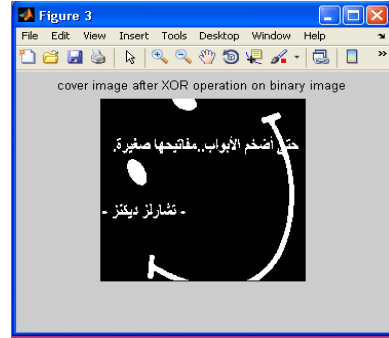 Figure 3
File Edit View Insert Tools Desktop Window Help
cover image after XOR operation on binary image
حتى أضخم الأبواب..مفاتيحها صغيرة.
- تشارلز ديكنز -